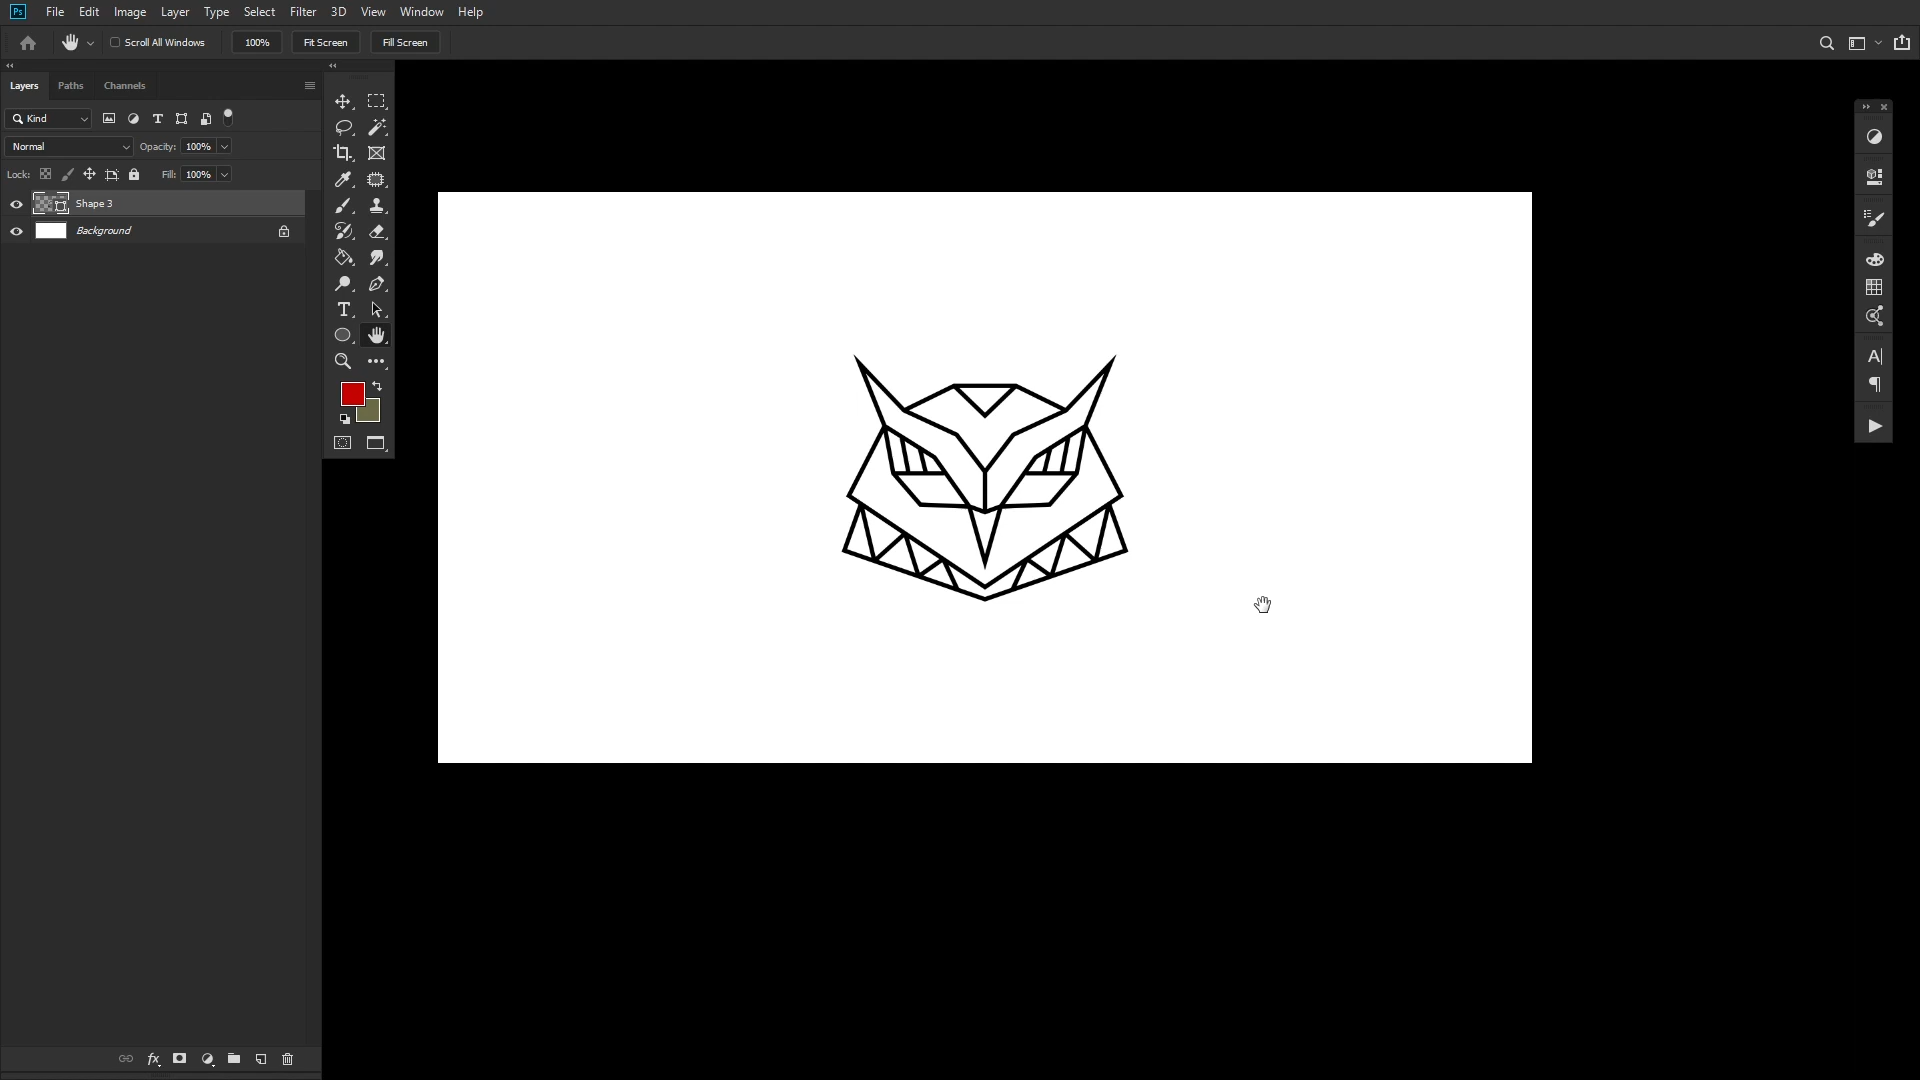 Ps File Edit Image Layer Type Select Filter 3D View Window Help
Scroll All Windows 100% Fit Screen Fill Screen
Layers Paths Channels
Kind
Normal Opacity: 100%
Lock: Fill: 100%
Shape 3
Background